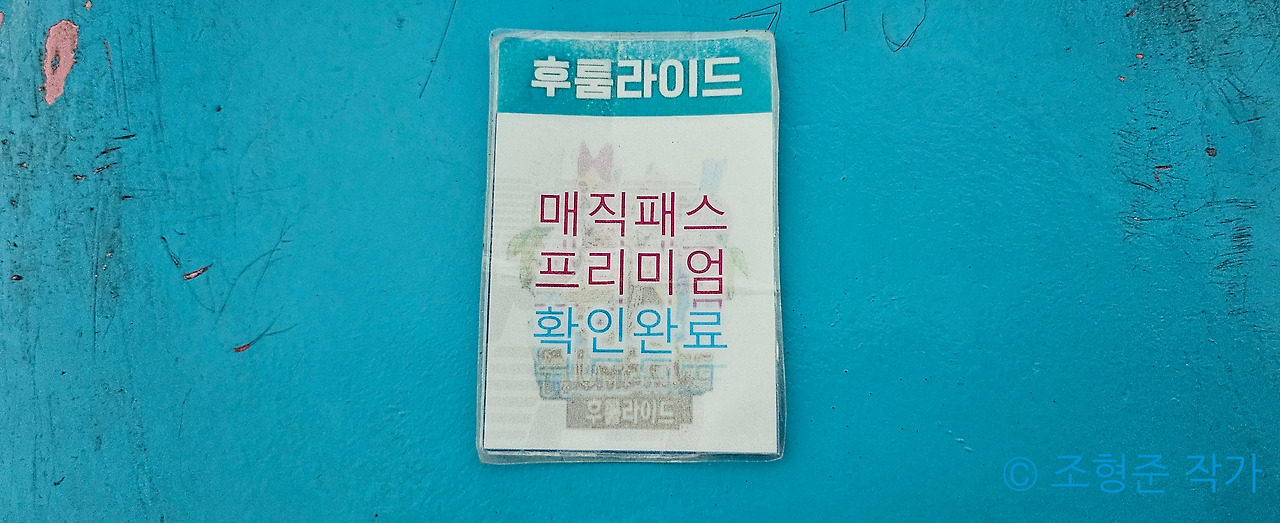 후룸라이드
매직패스
프리미엄
확인완료
후룸라이드
© 조형준 작가